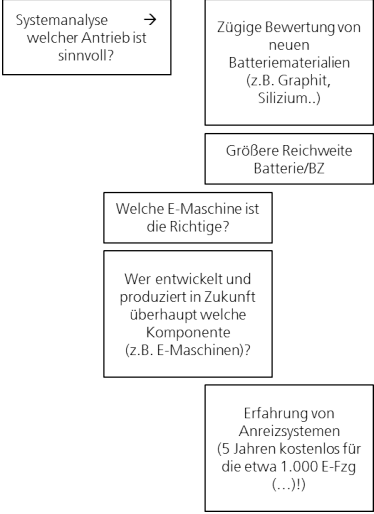 Systemanalyse →
welcher Antrieb ist
sinnvoll?
Zügige Bewertung von
neuen
Batteriematerialien
(z.B. Graphit,
Silizium..)
Größere Reichweite
Batterie/BZ
Welche E-Maschine ist
die Richtige?
Wer entwickelt und
produziert in Zukunft
überhaupt welche
Komponente
(z.B. E-Maschinen)?
Erfahrung von
Anreizsystemen
(5 Jahren kostenlos für
die etwa 1.000 E-Fzg
(...)!)